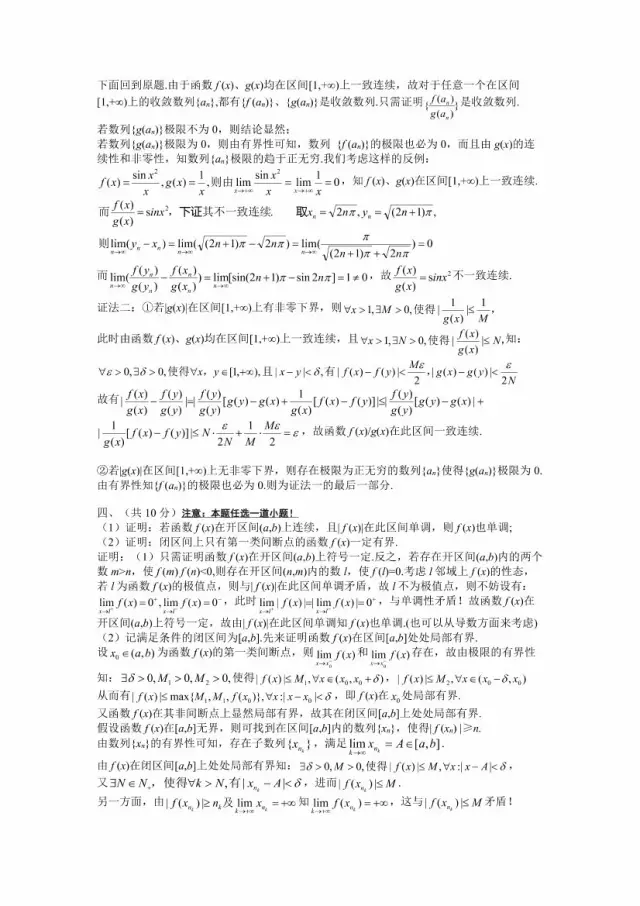 下面回到原题.由于函数 f (x)、g(x)均在区间[1,+∞)上一致连续，故对于任意一个在区间
[1,+∞)上的收敛数列{aₙ},都有{f (aₙ)}、{g(aₙ)}是收敛数列.只需证明{f(aₙ)/g(aₙ)}是收敛数列.
若数列{g(aₙ)}极限不为 0，则结论显然;
若数列{g(aₙ)}极限为 0，则由有界性可知，数列 {f(aₙ)}的极限也必为 0，而且由 g(x)的连
续性和非零性，知数列{aₙ}极限的趋于正无穷.我们考虑这样的反例：
f(x)=sin x²/x, g(x)=1/x, 则由 lim_{x→+∞} sin x²/x = lim_{x→+∞} 1/x = 0，知 f(x)、g(x)在区间[1,+∞)上一致连续.
而 f(x)/g(x) = sinx²，下证其不一致连续. 取xₙ = √(2nπ), yₙ = √((2n+1)π),
则 lim_{n→∞}(yₙ − xₙ) = lim_{n→∞}(√((2n+1)π) − √(2nπ)) = lim_{n→∞}(π/(√((2n+1)π) + √(2nπ))) = 0
而 lim_{n→∞}(f(yₙ)/g(yₙ) − f(xₙ)/g(xₙ)) = lim_{n→∞}[sin(2n+1)π − sin 2nπ] = 1 ≠ 0，故 f(x)/g(x) = sinx² 不一致连续.
证法二：①若|g(x)|在区间[1,+∞)上有非零下界，则 ∀x>1,∃M>0, 使得 |1/g(x)| ≤ 1/M，
此时由函数 f (x)、g(x)均在区间[1,+∞)上一致连续，且 ∀x>1,∃N>0, 使得 |f(x)/g(x)| ≤ N，知:
∀ε>0,∃δ>0, 使得∀x，y∈[1,+∞), 且 |x−y|<δ, 有 |f(x)−f(y)|<Mε/2，|g(x)−g(y)|<ε/2N
故有 |f(x)/g(x) − f(y)/g(y)|=|f(y)/g(y)[g(y)−g(x)+1/g(x)[f(x)−f(y)]|≤|f(y)/g(y)[g(y)−g(x)|+
|1/g(x)[f(x)−f(y)]|≤ N·ε/2N + 1/M·Mε/2 = ε，故函数 f(x)/g(x)在此区间一致连续.
②若|g(x)|在区间[1,+∞)上无非零下界，则存在极限为正无穷的数列{aₙ}使得{g(aₙ)}极限为 0.
由有界性知{f (aₙ)}的极限也必为 0.则为证法一的最后一部分.
四、（共 10 分）注意：本题任选一道小题！
（1）证明：若函数 f (x)在开区间(a,b)上连续，且| f (x)|在此区间单调，则 f (x)也单调;
（2）证明：闭区间上只有第一类间断点的函数 f(x)一定有界.
证明：（1）只需证明函数 f(x)在开区间(a,b)上符号一定.反之，若存在开区间(a,b)内的两个
数 m>n，使 f (m) f (n)<0,则存在开区间(n,m)内的数 l，使 f (l)=0.考虑 l 邻域上 f (x)的性态，
若 l 为函数 f(x)的极值点，则与| f(x)|在此区间单调矛盾，故 l 不为极值点，则不妨设有：
lim_{x→l⁺} f(x)=0⁺, lim_{x→l⁻} f(x)=0⁻，此时 lim_{x→l⁺} |f(x)|=lim_{x→l⁻} |f(x)|=0⁺，与单调性矛盾！故函数 f(x)在
开区间(a,b)上符号一定，故由| f(x)|在此区间单调知 f(x)也单调.(也可以从导数方面来考虑)
（2）记满足条件的闭区间为[a,b].先来证明函数 f(x)在区间[a,b]处处局部有界.
设 x₀∈(a,b) 为函数 f(x)的第一类间断点，则 lim_{x→x₀⁻} f(x) 和 lim_{x→x₀⁺} f(x) 存在，故由极限的有界性
知: ∃δ>0,M₁>0,M₂>0, 使得 |f(x)|≤M₁,∀x∈(x₀,x₀+δ)，|f(x)|≤M₂,∀x∈(x₀−δ,x₀)
从而有 |f(x)|≤max{M₁,M₁,f(x₀)},∀x:|x−x₀|<δ，即 f(x)在 x₀ 处局部有界.
又函数 f(x)在其非间断点上显然局部有界，故其在闭区间[a,b]上处处局部有界.
假设函数 f(x)在[a,b]无界，则可找到在区间[a,b]内的数列{xₙ}，使得|f (xₙ) |≥n.
由数列{xₙ}的有界性可知，存在子数列{x_{nₖ}}，满足 lim_{k→∞} x_{nₖ} = A∈[a,b].
由 f(x)在闭区间[a,b]上处处局部有界知：∃δ>0,M>0, 使得 |f(x)|≤M,∀x:|x−A|<δ，
又∃N∈N₊，使得∀k>N, 有 |x_{nₖ}−A|<δ，进而 |f(x_{nₖ})|≤M.
另一方面，由 |f(x_{nₖ})|≥nₖ 及 lim_{k→+∞} x_{nₖ} = +∞ 知 lim_{k→+∞} f(x_{nₖ}) = +∞，这与 |f(x_{nₖ})|≤M 矛盾！